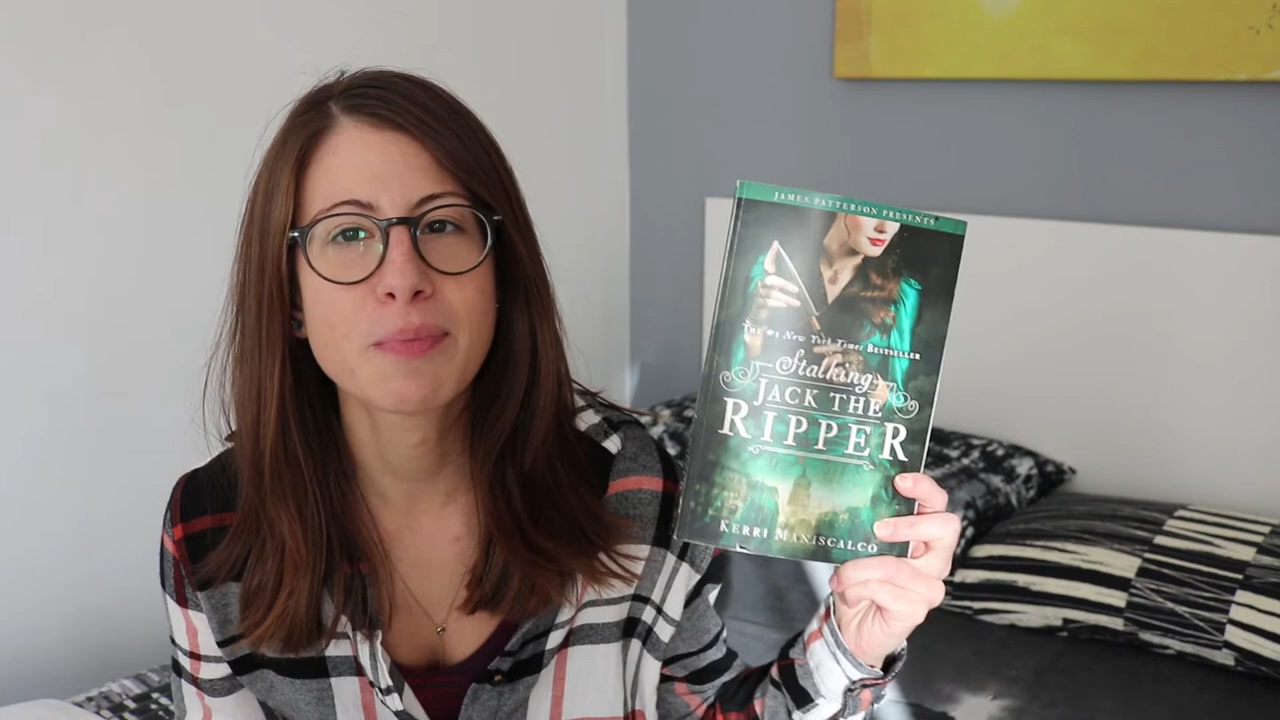 JAMES PATTERSON PRESENTS
THE #1 New York Times BESTSELLER
Stalking
JACK THE
RIPPER
KERRI MANISCALCO